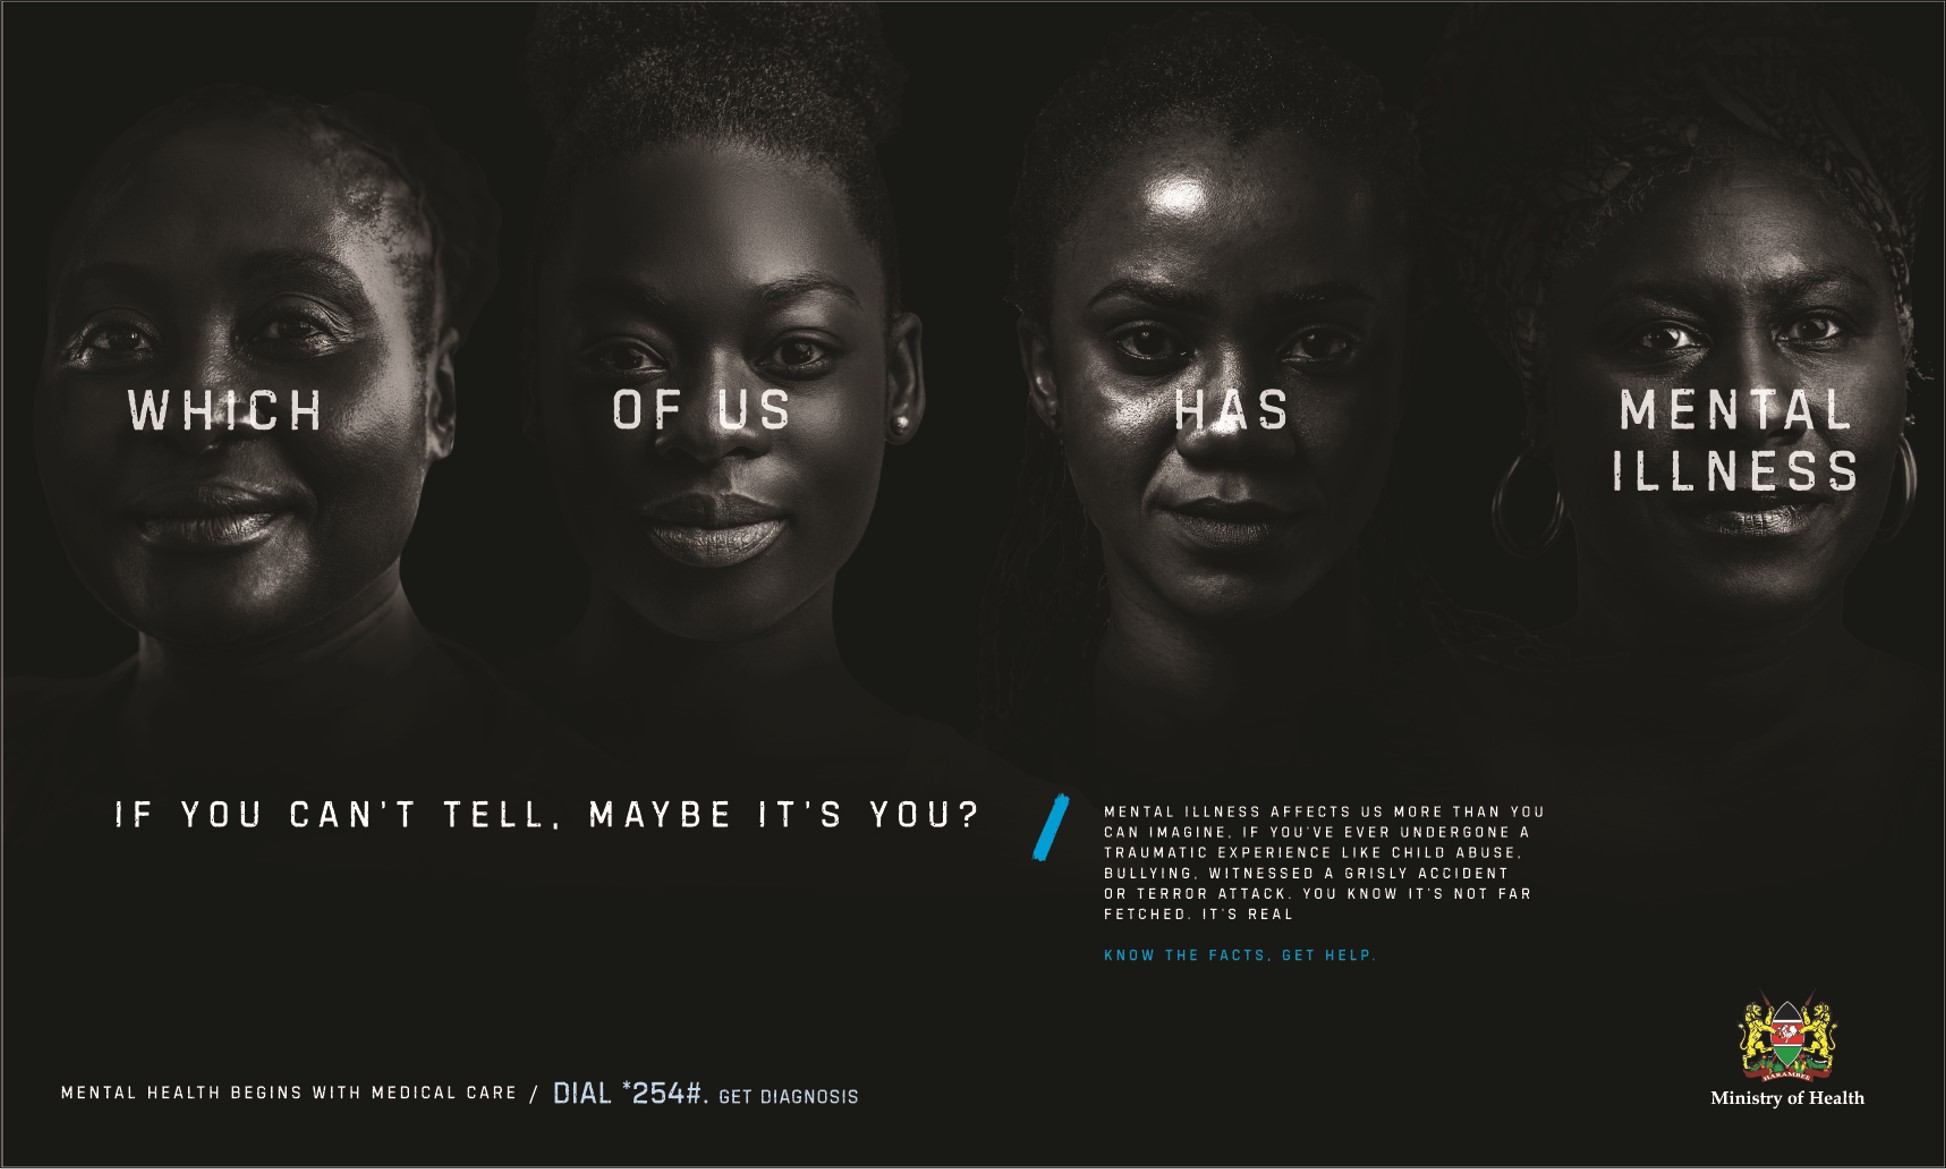 WHICH OF US HAS MENTAL
ILLNESS
IF YOU CAN'T TELL, MAYBE IT'S YOU?
MENTAL ILLNESS AFFECTS US MORE THAN YOU
CAN IMAGINE, IF YOU'VE EVER UNDERGONE A
TRAUMATIC EXPERIENCE LIKE CHILD ABUSE,
BULLYING, WITNESSED A GRISLY ACCIDENT
OR TERROR ATTACK. YOU KNOW IT'S NOT FAR
FETCHED. IT'S REAL
KNOW THE FACTS, GET HELP.
HARAMBEE
Ministry of Health
MENTAL HEALTH BEGINS WITH MEDICAL CARE / DIAL *254#. GET DIAGNOSIS